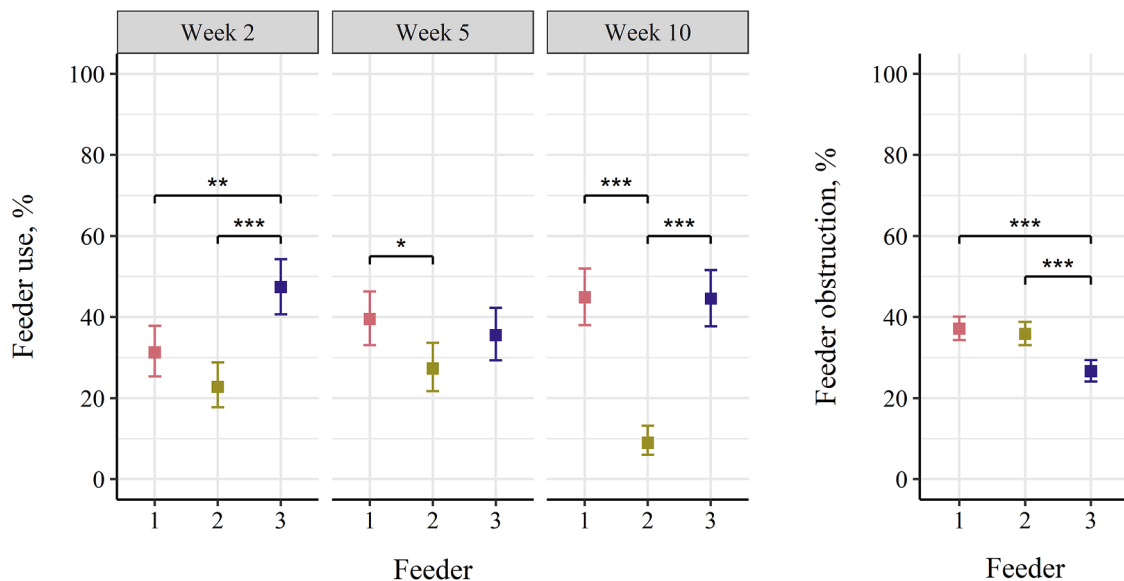 Week 2 Week 5 Week 10
Feeder use, %
100
80
60
40
20
0
** 
***
*
***
***
1 2 3 1 2 3 1 2 3
Feeder
Feeder obstruction, %
100
80
60
40
20
0
***
***
1 2 3
Feeder